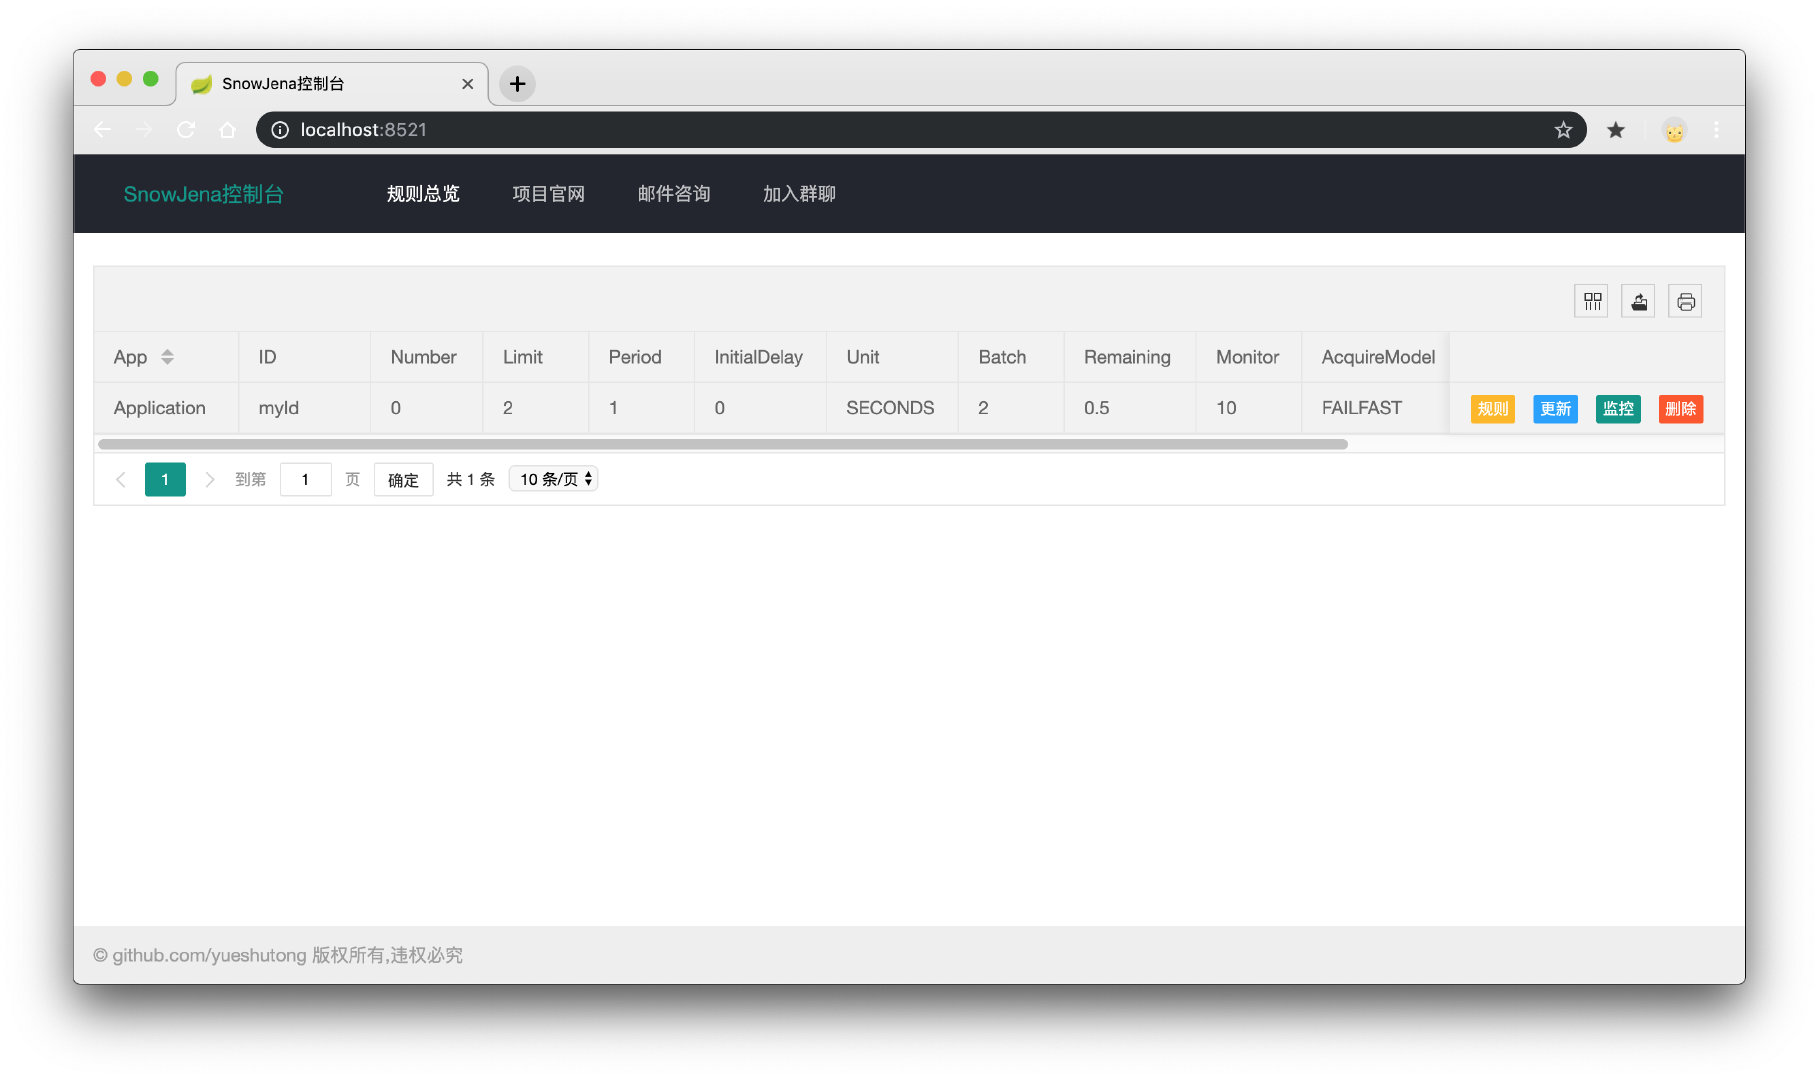 SnowJena控制台
localhost:8521
SnowJena控制台 规则总览 项目官网 邮件咨询 加入群聊
App ID Number Limit Period InitialDelay Unit Batch Remaining Monitor AcquireModel
Application myId 0 2 1 0 SECONDS 2 0.5 10 FAILFAST 规则 更新 监控 删除
1 到第 1 页 确定 共 1 条 10 条/页
© github.com/yueshutong 版权所有,违权必究